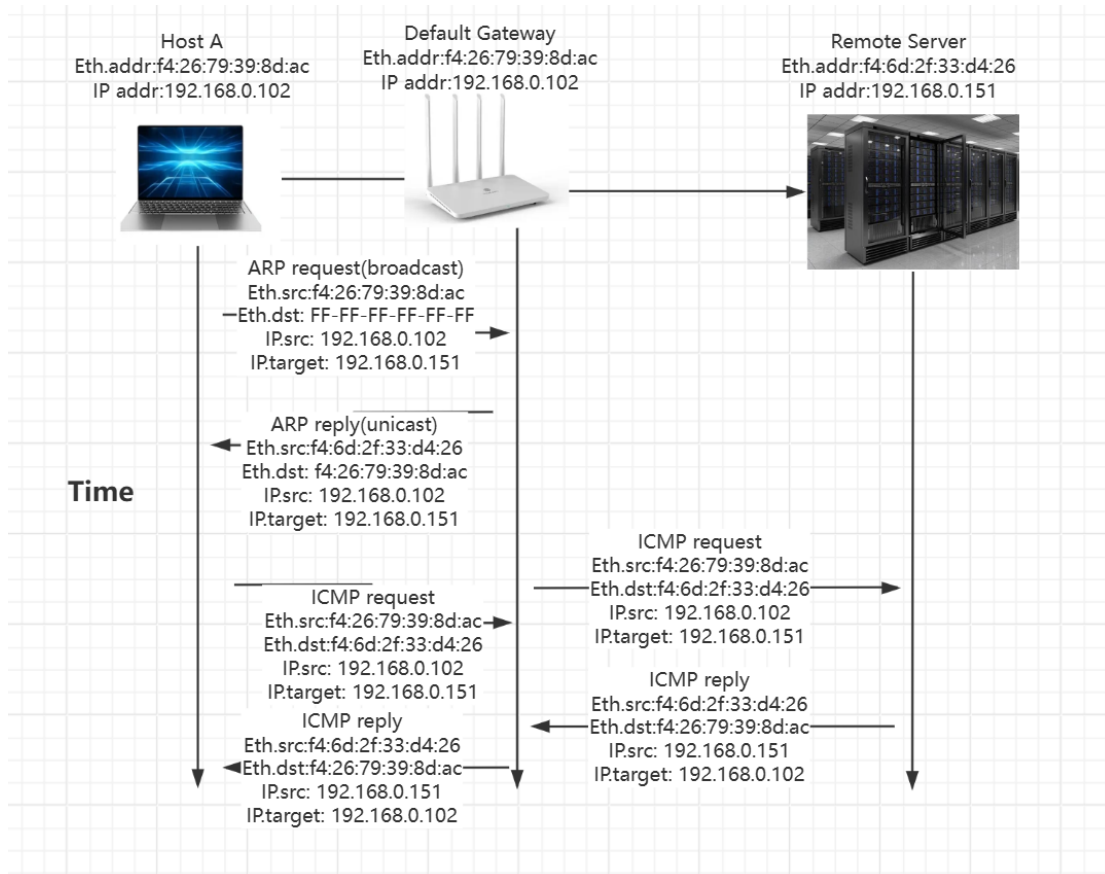 Host A
Eth.addr:f4:26:79:39:8d:ac
IP addr:192.168.0.102
Default Gateway
Eth.addr:f4:26:79:39:8d:ac
IP addr:192.168.0.102
Remote Server
Eth.addr:f4:6d:2f:33:d4:26
IP addr:192.168.0.151
ARP request(broadcast)
Eth.src:f4:26:79:39:8d:ac
Eth.dst: FF-FF-FF-FF-FF-FF
IP.src: 192.168.0.102
IP.target: 192.168.0.151
ARP reply(unicast)
Eth.src:f4:6d:2f:33:d4:26
Eth.dst: f4:26:79:39:8d:ac
IP.src: 192.168.0.102
IP.target: 192.168.0.151
Time
ICMP request
Eth.src:f4:26:79:39:8d:ac
Eth.dst:f4:6d:2f:33:d4:26
IP.src: 192.168.0.102
IP.target: 192.168.0.151
ICMP request
Eth.src:f4:26:79:39:8d:ac
Eth.dst:f4:6d:2f:33:d4:26
IP.src: 192.168.0.102
IP.target: 192.168.0.151
ICMP reply
Eth.src:f4:6d:2f:33:d4:26
Eth.dst:f4:26:79:39:8d:ac
IP.src: 192.168.0.151
IP.target: 192.168.0.102
ICMP reply
Eth.src:f4:6d:2f:33:d4:26
Eth.dst:f4:26:79:39:8d:ac
IP.src: 192.168.0.151
IP.target: 192.168.0.102